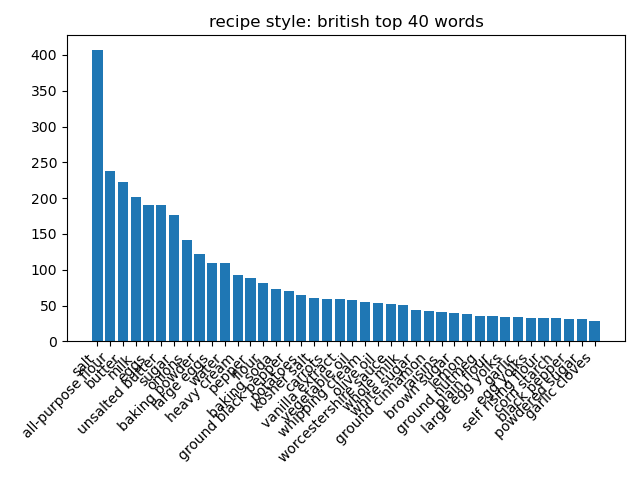 recipe style: british top 40 words
400
350
300
250
200
150
100
50
0
salt
all-purpose flour
butter
milk
eggs
unsalted butter
sugar
onions
baking powder
large eggs
water
heavy cream
pepper
flour
baking soda
ground black pepper
potatoes
kosher salt
carrots
vanilla extract
vegetable oil
whipping cream
olive oil
worcestershire sauce
whole milk
white sugar
ground cinnamon
raisins
brown sugar
lemon
ground nutmeg
plain flour
large egg yolks
garlic
egg yolks
self rising flour
corn starch
black pepper
powdered sugar
garlic cloves